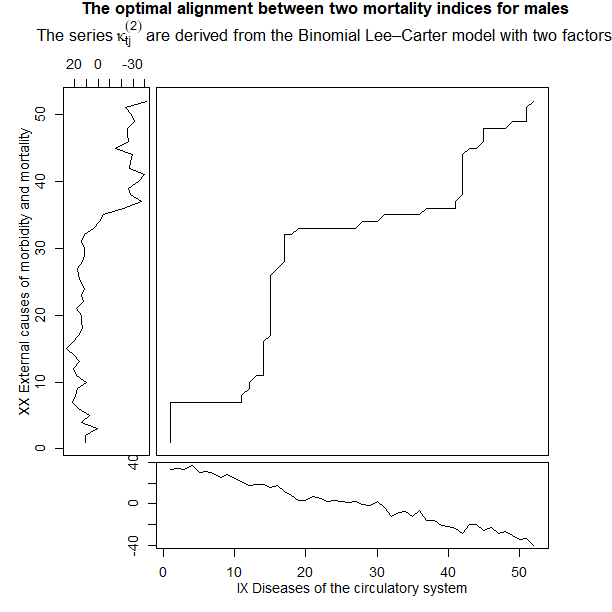 The optimal alignment between two mortality indices for males
The series κtj(2) are derived from the Binomial Lee–Carter model with two factors
20 0 -30
XX External causes of morbidity and mortality
0 10 20 30 40 50
-40 0 40
0 10 20 30 40 50
IX Diseases of the circulatory system